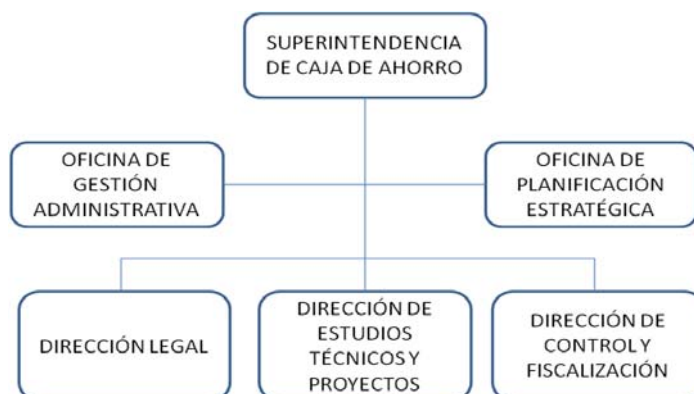 SUPERINTENDENCIA
DE CAJA DE AHORRO
OFICINA DE
GESTIÓN
ADMINISTRATIVA
OFICINA DE
PLANIFICACIÓN
ESTRATÉGICA
DIRECCIÓN LEGAL
DIRECCIÓN DE
ESTUDIOS
TÉCNICOS Y
PROYECTOS
DIRECCIÓN DE
CONTROL Y
FISCALIZACIÓN